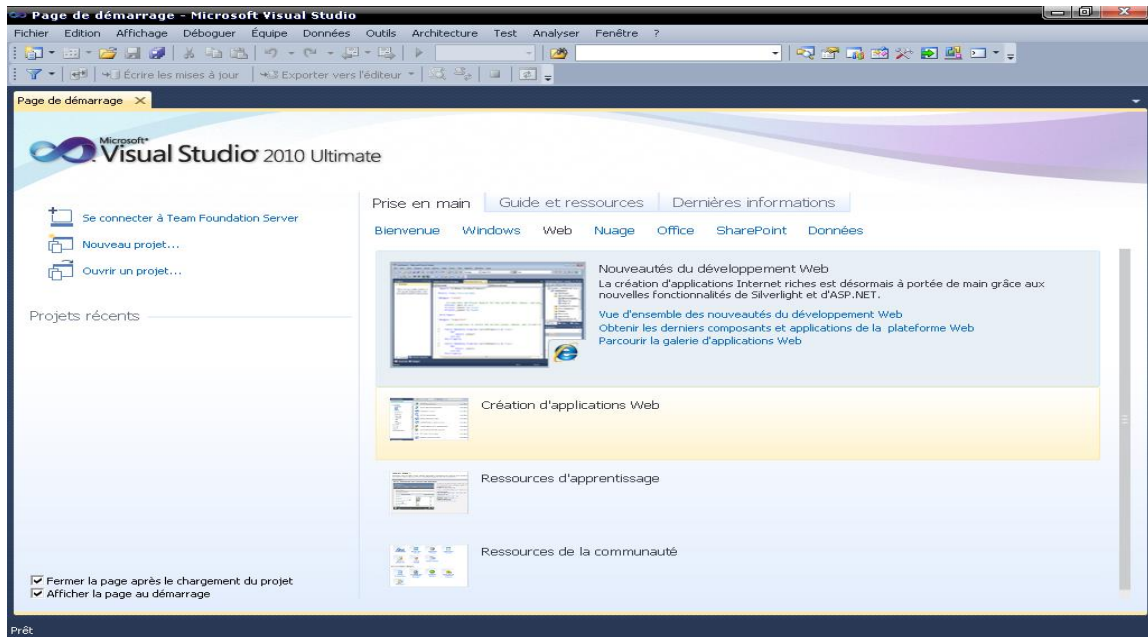 Page de démarrage - Microsoft Visual Studio
Fichier Edition Affichage Déboguer Équipe Données Outils Architecture Test Analyser Fenêtre ?
Écrire les mises à jour Exporter vers l'éditeur
Page de démarrage
Microsoft
Visual Studio 2010 Ultimate
Se connecter à Team Foundation Server
Nouveau projet...
Ouvrir un projet...
Projets récents
Fermer la page après le chargement du projet
Afficher la page au démarrage
Prise en main Guide et ressources Dernières informations
Bienvenue Windows Web Nuage Office SharePoint Données
Nouveautés du développement Web
La création d'applications Internet riches est désormais à portée de main grâce aux
nouvelles fonctionnalités de Silverlight et d'ASP.NET.
Vue d'ensemble des nouveautés du développement Web
Obtenir les derniers composants et applications de la plateforme Web
Parcourir la galerie d'applications Web
Création d'applications Web
Ressources d'apprentissage
Ressources de la communauté
Prêt